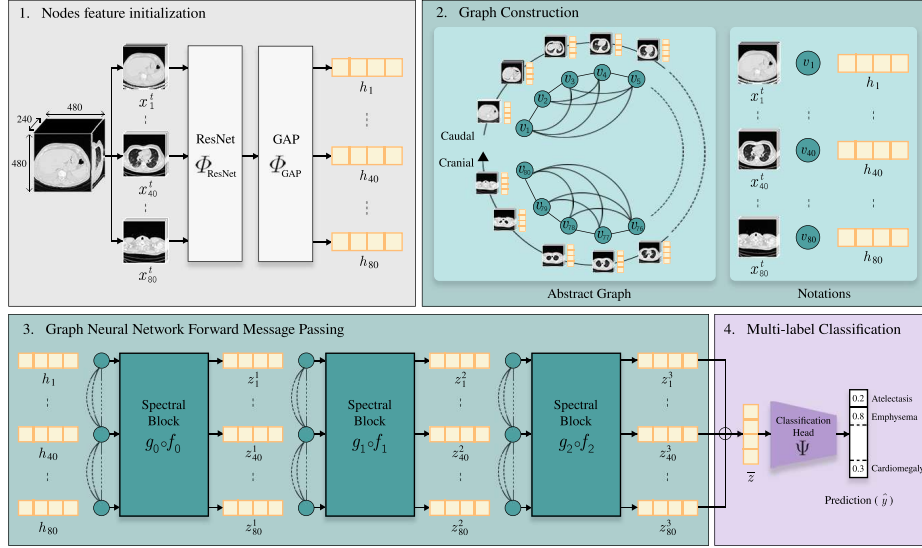 1. Nodes feature initialization
480
240
480
x_1^t
x_40^t
x_80^t
ResNet
Φ_ResNet
GAP
Φ_GAP
h_1
h_40
h_80
2. Graph Construction
Caudal
Cranial
v_1
v_2
v_3
v_4
v_5
v_80
v_79
v_78
v_77
v_76
Abstract Graph
x_1^t
v_1
h_1
x_40^t
v_40
h_40
x_80^t
v_80
h_80
Notations
3. Graph Neural Network Forward Message Passing
h_1
h_40
h_80
Spectral
Block
g_0∘f_0
z_1^1
z_40^1
z_80^1
Spectral
Block
g_1∘f_1
z_1^2
z_40^2
z_80^2
Spectral
Block
g_2∘f_2
z_1^3
z_40^3
z_80^3
4. Multi-label Classification
z̅
Classification
Head
Ψ
0.2
Atelectasis
0.8
Emphysema
0.3
Cardiomegaly
Prediction ( ŷ )